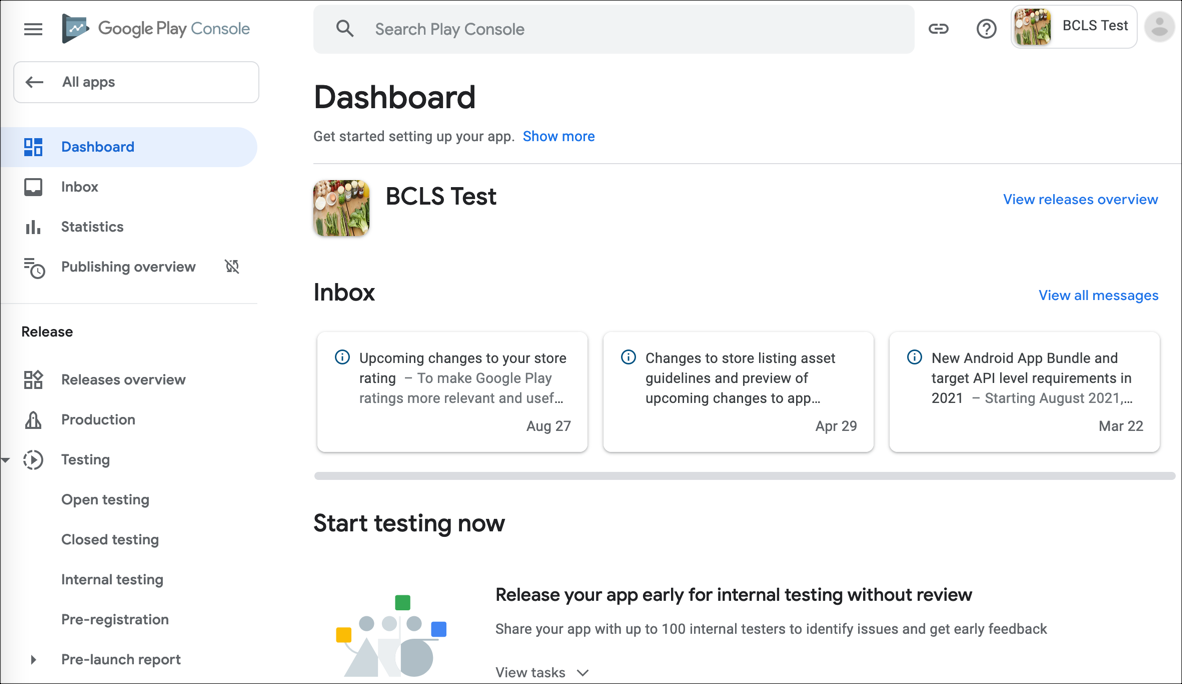 Google Play Console
Search Play Console
BCLS Test
All apps
Dashboard
Inbox
Statistics
Publishing overview
Release
Releases overview
Production
Testing
Open testing
Closed testing
Internal testing
Pre-registration
Pre-launch report
Dashboard
Get started setting up your app. Show more
BCLS Test
View releases overview
Inbox
View all messages
Upcoming changes to your store
rating – To make Google Play
ratings more relevant and usef…
Aug 27
Changes to store listing asset
guidelines and preview of
upcoming changes to app…
Apr 29
New Android App Bundle and
target API level requirements in
2021 – Starting August 2021,…
Mar 22
Start testing now
Release your app early for internal testing without review
Share your app with up to 100 internal testers to identify issues and get early feedback
View tasks